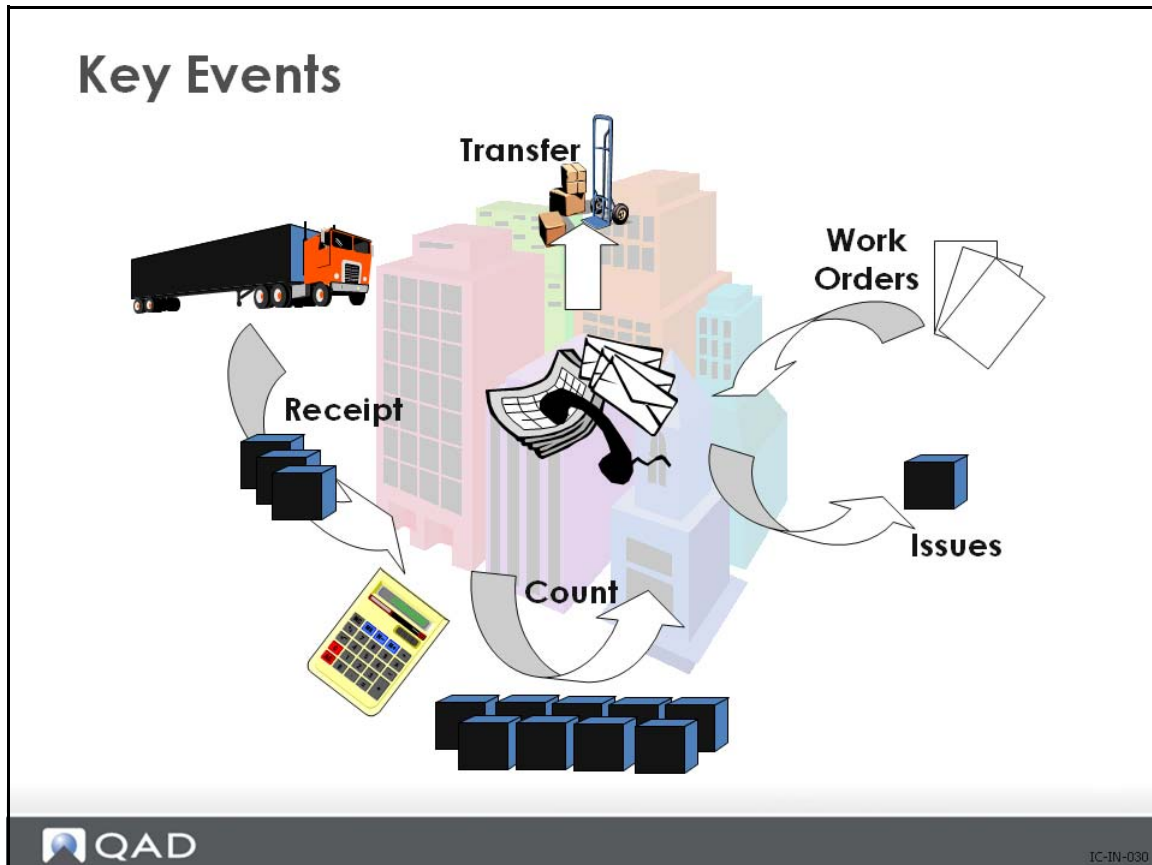 Key Events
Transfer
Work
Orders
Receipt
Issues
Count
QAD
IC-IN-030